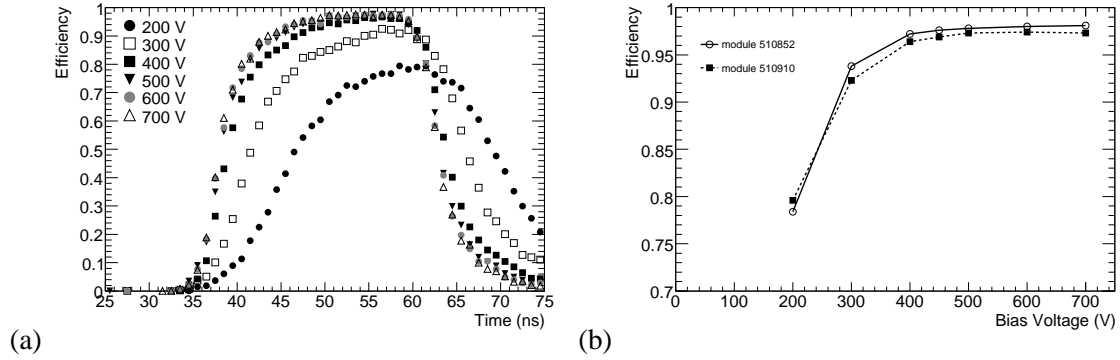 Efficiency
1
0.9
0.8
0.7
0.6
0.5
0.4
0.3
0.2
0.1
0
200 V
300 V
400 V
500 V
600 V
700 V
25 30 35 40 45 50 55 60 65 70 75
Time (ns)
(a)
Efficiency
1
0.95
0.9
0.85
0.8
0.75
0.7
module 510852
module 510910
0 100 200 300 400 500 600 700
Bias Voltage (V)
(b)